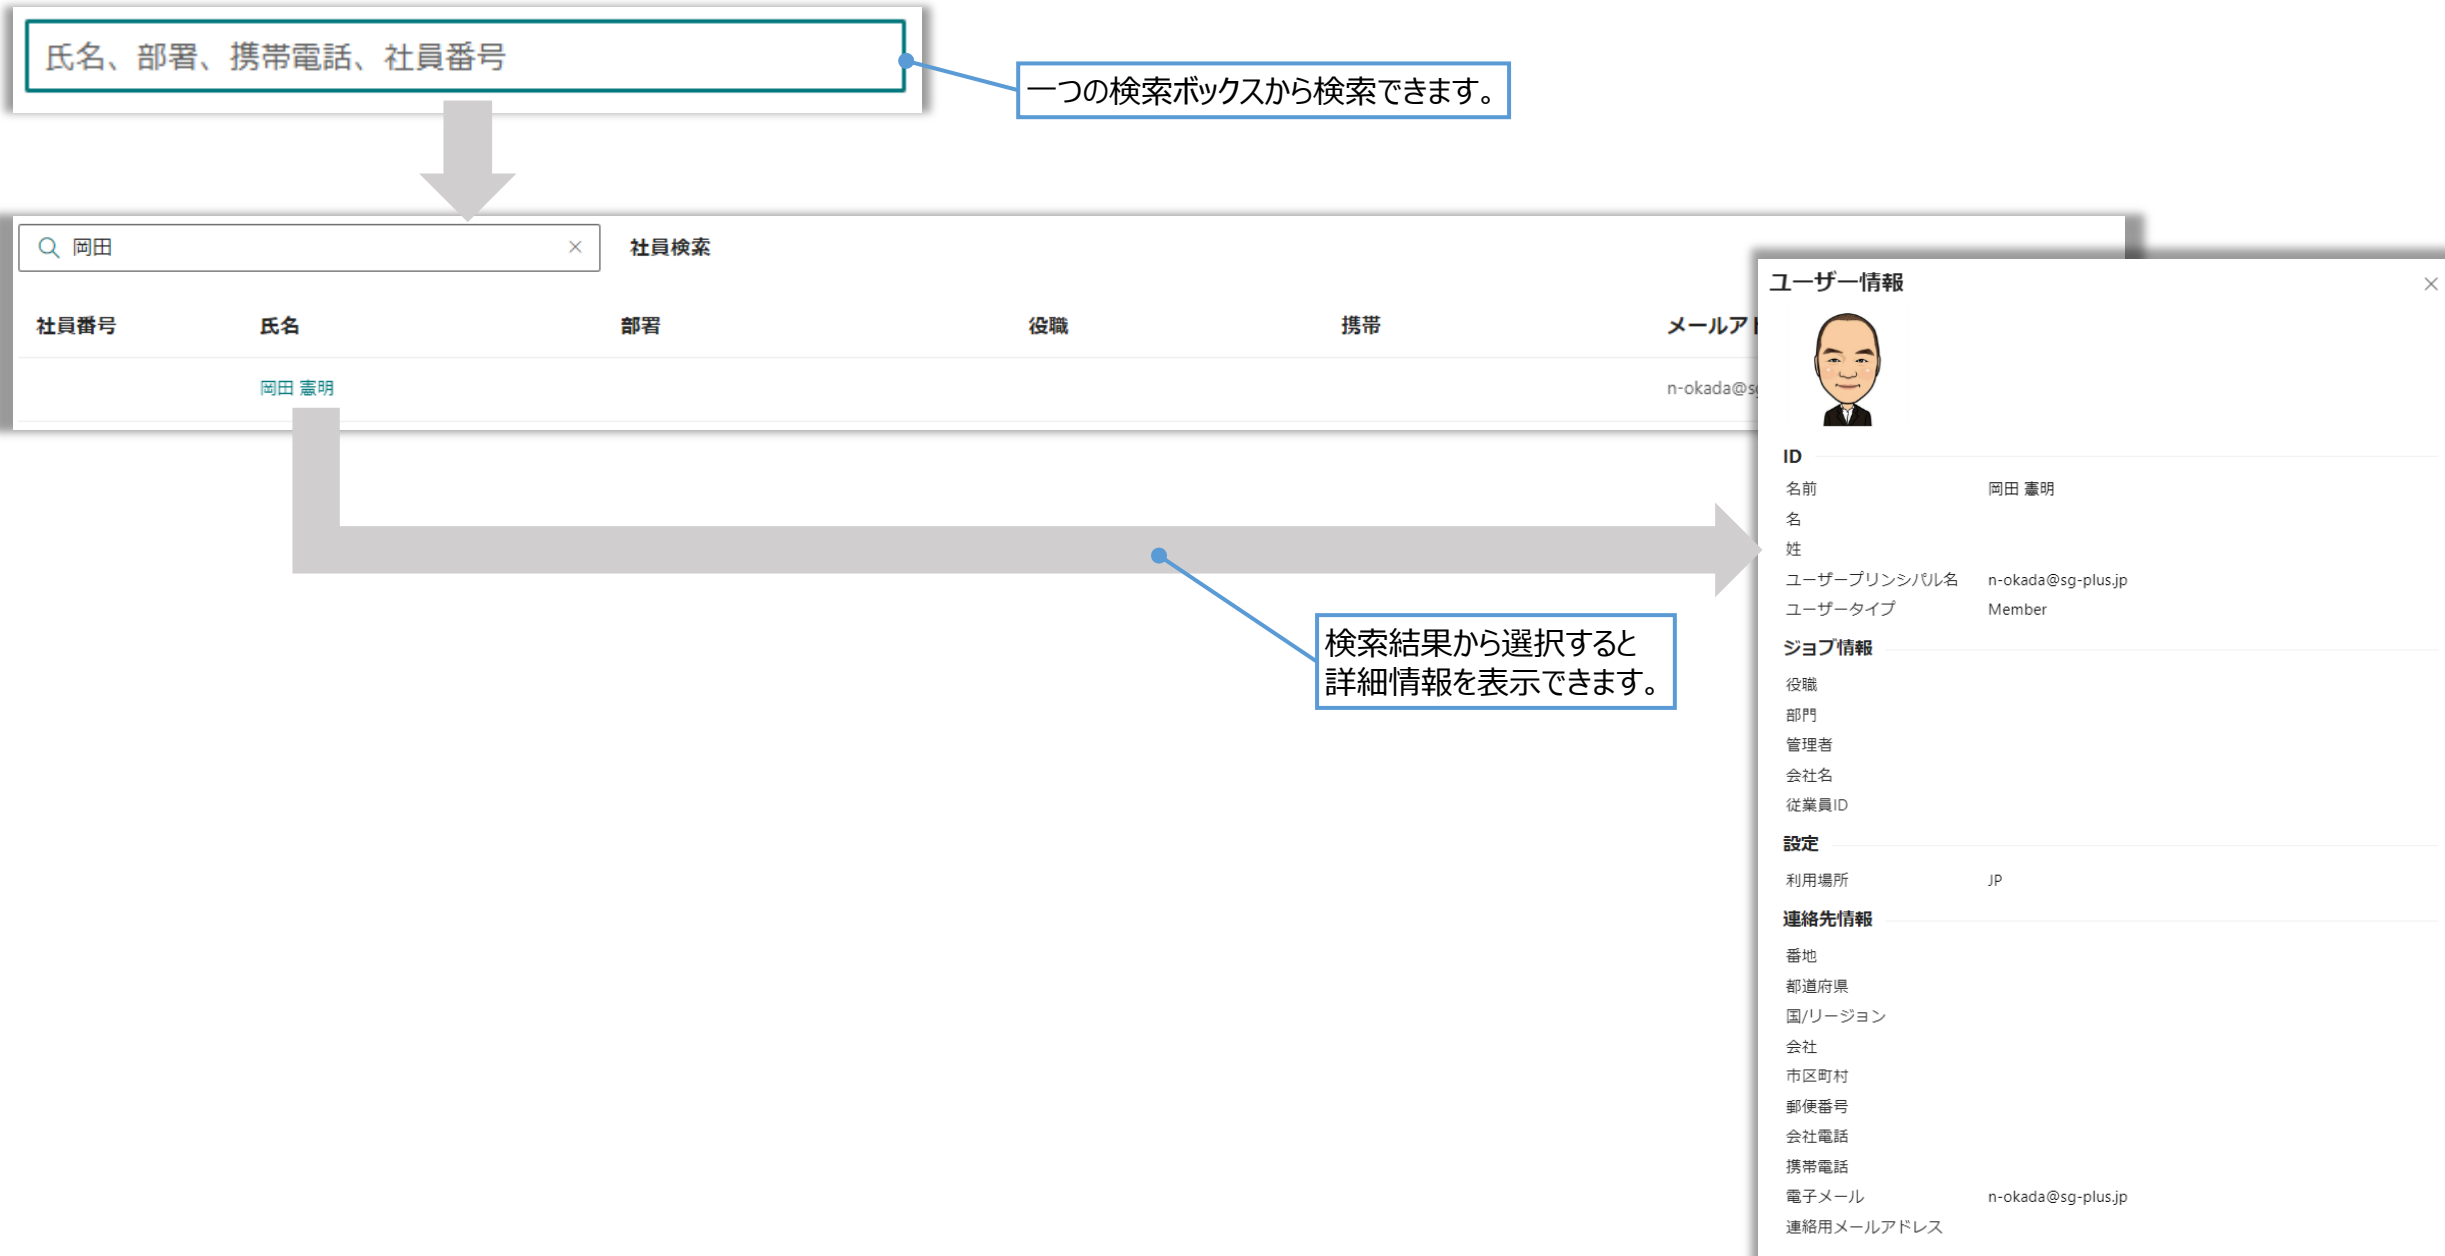 氏名、部署、携帯電話、社員番号
一つの検索ボックスから検索できます。
岡田
社員検索
社員番号 氏名 部署 役職 携帯 メールア
岡田 憲明 n-okada@s
検索結果から選択すると
詳細情報を表示できます。
ユーザー情報
ID
名前 岡田 憲明
名
姓
ユーザープリンシパル名 n-okada@sg-plus.jp
ユーザータイプ Member
ジョブ情報
役職
部門
管理者
会社名
従業員ID
設定
利用場所 JP
連絡先情報
番地
都道府県
国/リージョン
会社
市区町村
郵便番号
会社電話
携帯電話
電子メール n-okada@sg-plus.jp
連絡用メールアドレス